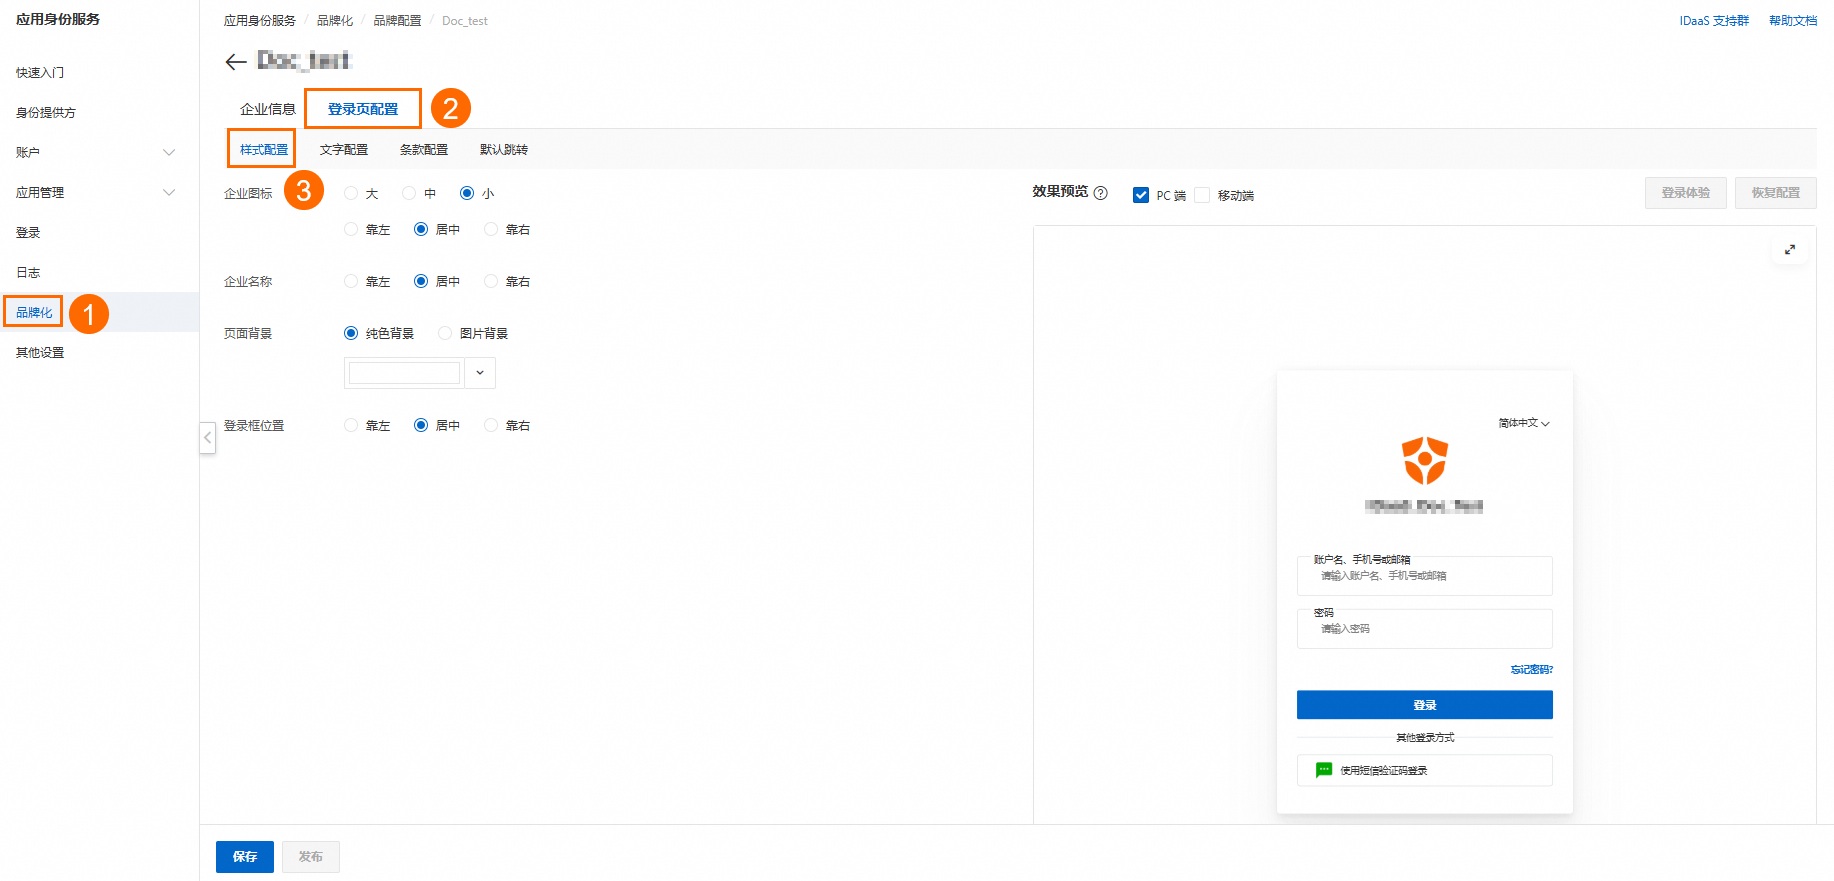 应用身份服务
应用身份服务 / 品牌化 / 品牌配置 / Doc_test
IDaaS 支持群 帮助文档
快速入门
身份提供方
账户
应用管理
登录
日志
品牌化 1
其他设置
企业信息 登录页配置 2
样式配置 文字配置 条款配置 默认跳转
3
企业图标 大 中 小
靠左 居中 靠右
企业名称 靠左 居中 靠右
页面背景 纯色背景 图片背景
登录框位置 靠左 居中 靠右
效果预览 ? PC 端 移动端
登录体验 恢复配置
简体中文
账户名、手机号或邮箱
请输入账户名、手机号或邮箱
密码
请输入密码
忘记密码?
登录
其他登录方式
使用短信验证码登录
保存 发布